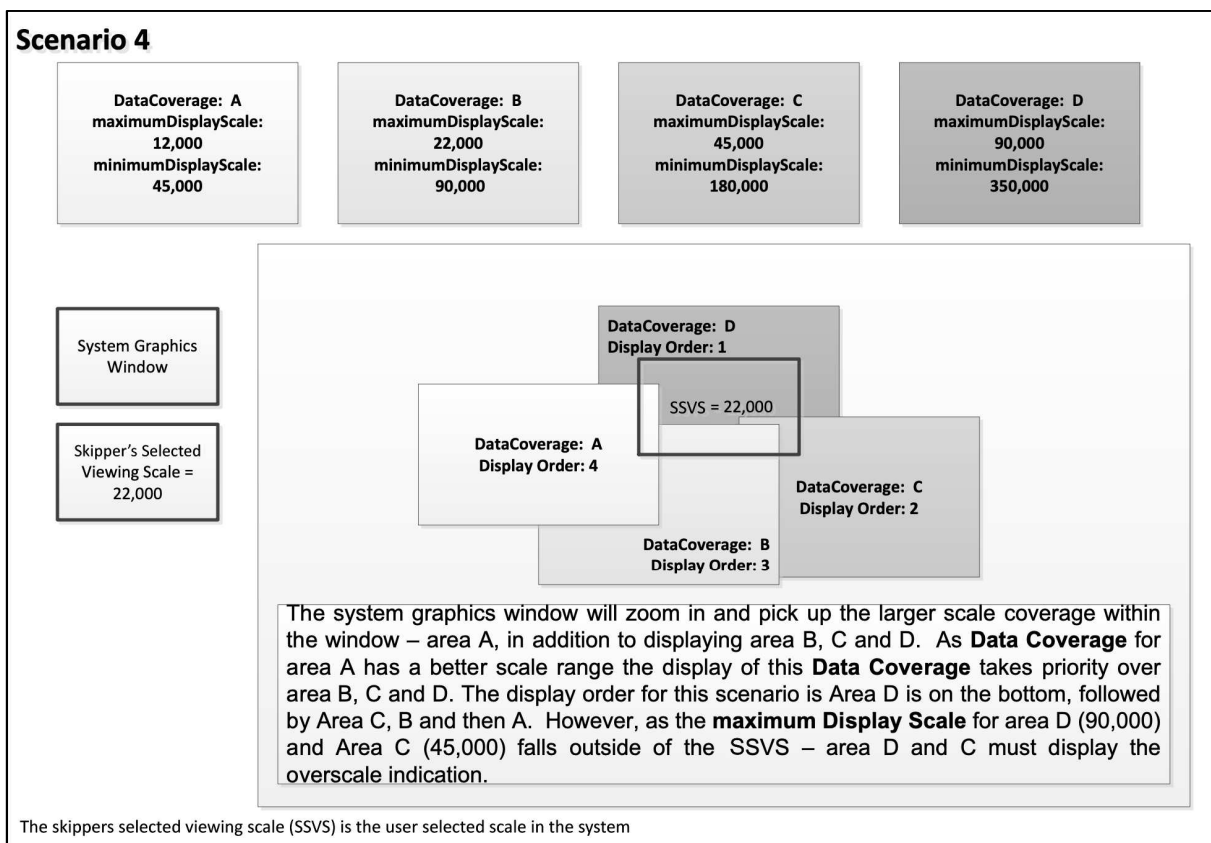 Scenario 4
DataCoverage: A
maximumDisplayScale:
12,000
minimumDisplayScale:
45,000
DataCoverage: B
maximumDisplayScale:
22,000
minimumDisplayScale:
90,000
DataCoverage: C
maximumDisplayScale:
45,000
minimumDisplayScale:
180,000
DataCoverage: D
maximumDisplayScale:
90,000
minimumDisplayScale:
350,000
System Graphics
Window
Skipper's Selected
Viewing Scale =
22,000
DataCoverage: D
Display Order: 1
SSVS = 22,000
DataCoverage: A
Display Order: 4
DataCoverage: C
Display Order: 2
DataCoverage: B
Display Order: 3
The system graphics window will zoom in and pick up the larger scale coverage within
the window – area A, in addition to displaying area B, C and D. As Data Coverage for
area A has a better scale range the display of this Data Coverage takes priority over
area B, C and D. The display order for this scenario is Area D is on the bottom, followed
by Area C, B and then A. However, as the maximum Display Scale for area D (90,000)
and Area C (45,000) falls outside of the SSVS – area D and C must display the
overscale indication.
The skippers selected viewing scale (SSVS) is the user selected scale in the system